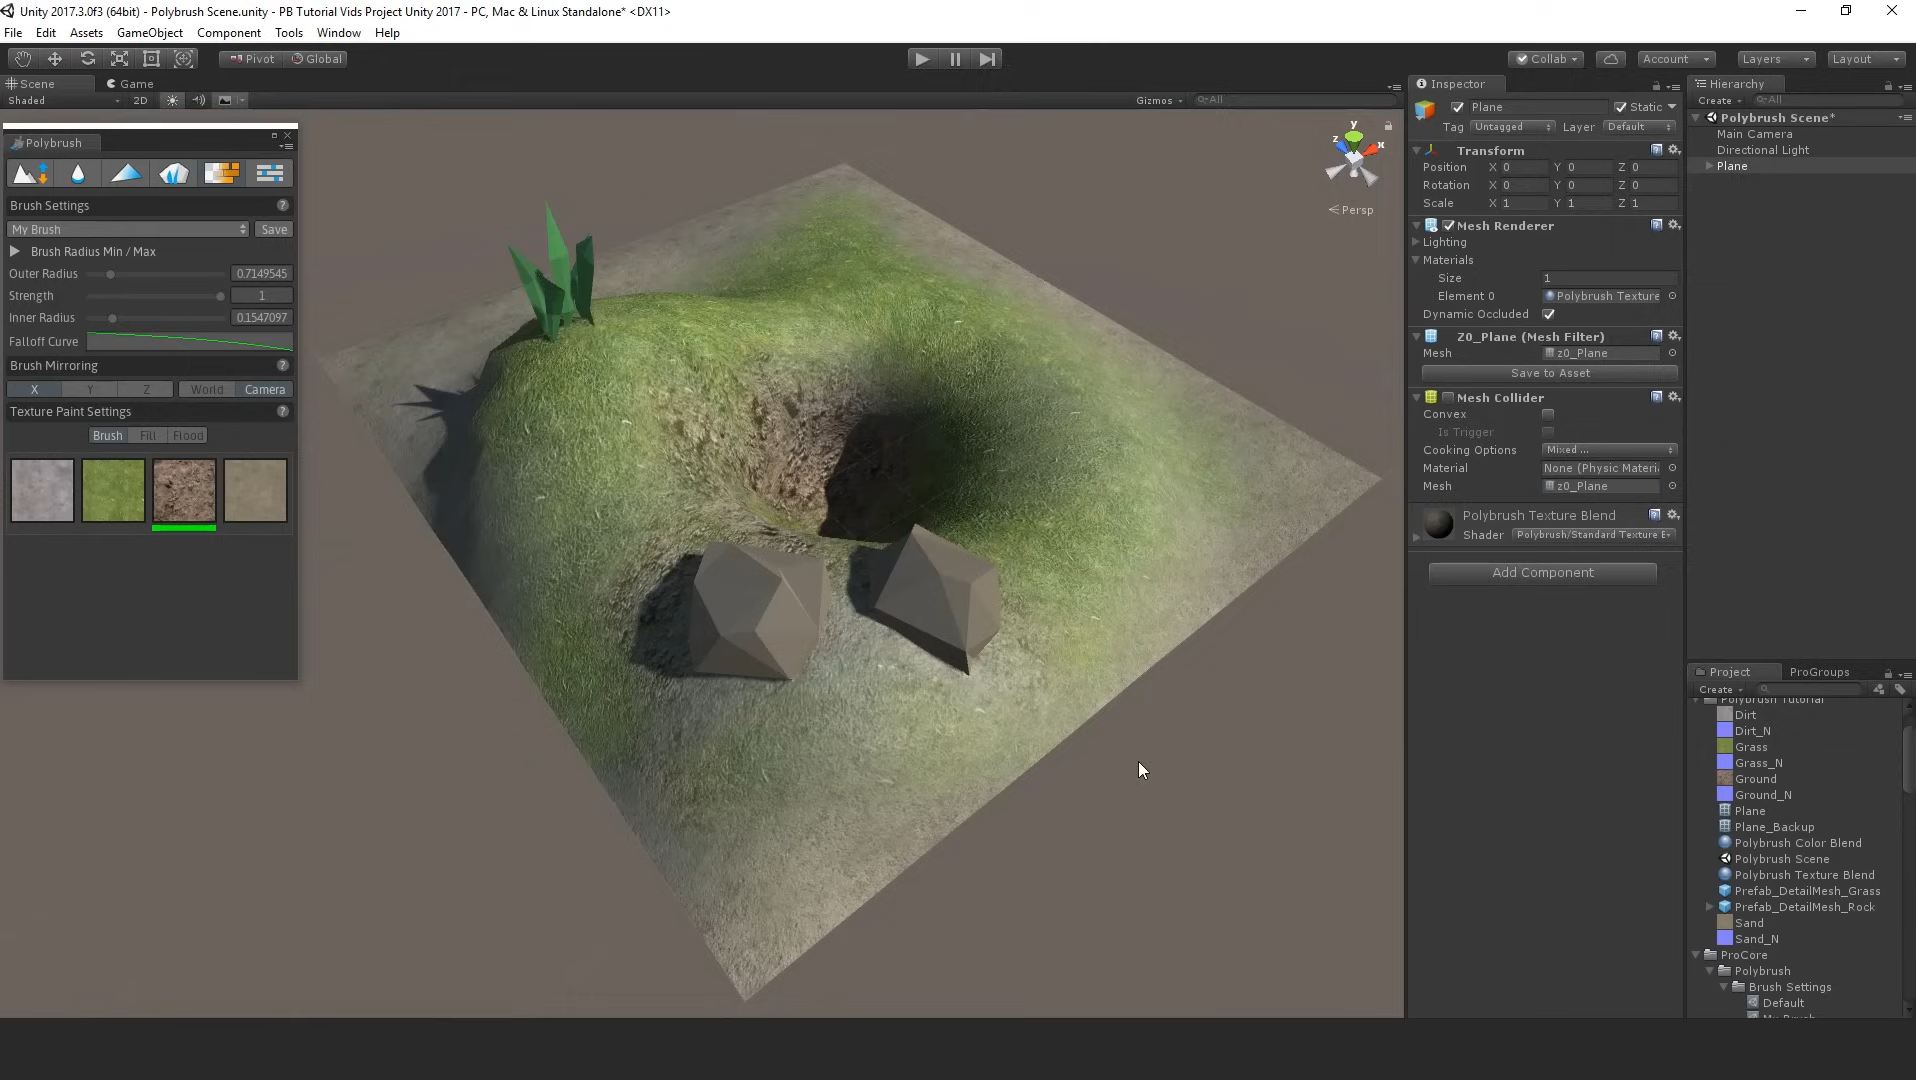 Unity 2017.3.0f3 (64bit) - Polybrush Scene.unity - PB Tutorial Vids Project Unity 2017 - PC, Mac & Linux Standalone* <DX11>
File Edit Assets GameObject Component Tools Window Help
Pivot Global Collab Account Layers Layout
Scene Game
Shaded 2D Gizmos All
Polybrush
Brush Settings ?
My Brush Save
Brush Radius Min / Max
Outer Radius 0.7149545
Strength 1
Inner Radius 0.1547097
Falloff Curve
Brush Mirroring ?
X Y Z World Camera
Texture Paint Settings ?
Brush Fill Flood
y
z x
Persp
Inspector
Plane Static
Tag Untagged Layer Default
Transform
Position X 0 Y 0 Z 0
Rotation X 0 Y 0 Z 0
Scale X 1 Y 1 Z 1
Mesh Renderer
Lighting
Materials
Size 1
Element 0 Polybrush Texture
Dynamic Occluded
Z0_Plane (Mesh Filter)
Mesh z0_Plane
Save to Asset
Mesh Collider
Convex
Is Trigger
Cooking Options Mixed ...
Material None (Physic Materi
Mesh z0_Plane
Polybrush Texture Blend
Shader Polybrush/Standard Texture B
Add Component
Hierarchy
Create All
Polybrush Scene*
Main Camera
Directional Light
Plane
Project ProGroups
Create
Polybrush Tutorial
Dirt
Dirt_N
Grass
Grass_N
Ground
Ground_N
Plane
Plane_Backup
Polybrush Color Blend
Polybrush Scene
Polybrush Texture Blend
Prefab_DetailMesh_Grass
Prefab_DetailMesh_Rock
Sand
Sand_N
ProCore
Polybrush
Brush Settings
Default